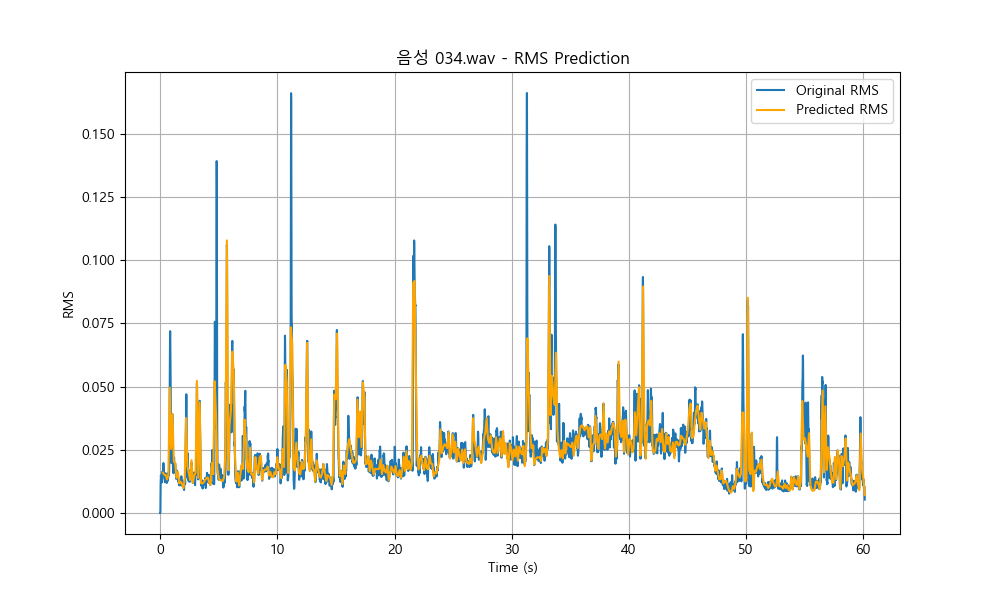 음성 034.wav - RMS Prediction
Original RMS
Predicted RMS
0.150
0.125
0.100
0.075
0.050
0.025
0.000
RMS
0 10 20 30 40 50 60
Time (s)